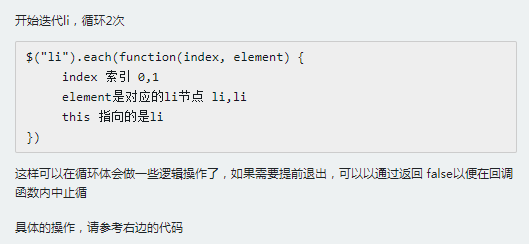 开始迭代li，循环2次
$("li").each(function(index, element) {
index 索引 0,1
element是对应的li节点 li,li
this 指向的是li
})
这样可以在循环体会做一些逻辑操作了，如果需要提前退出，可以以通过返回 false以便在回调
函数内中止循
具体的操作，请参考右边的代码